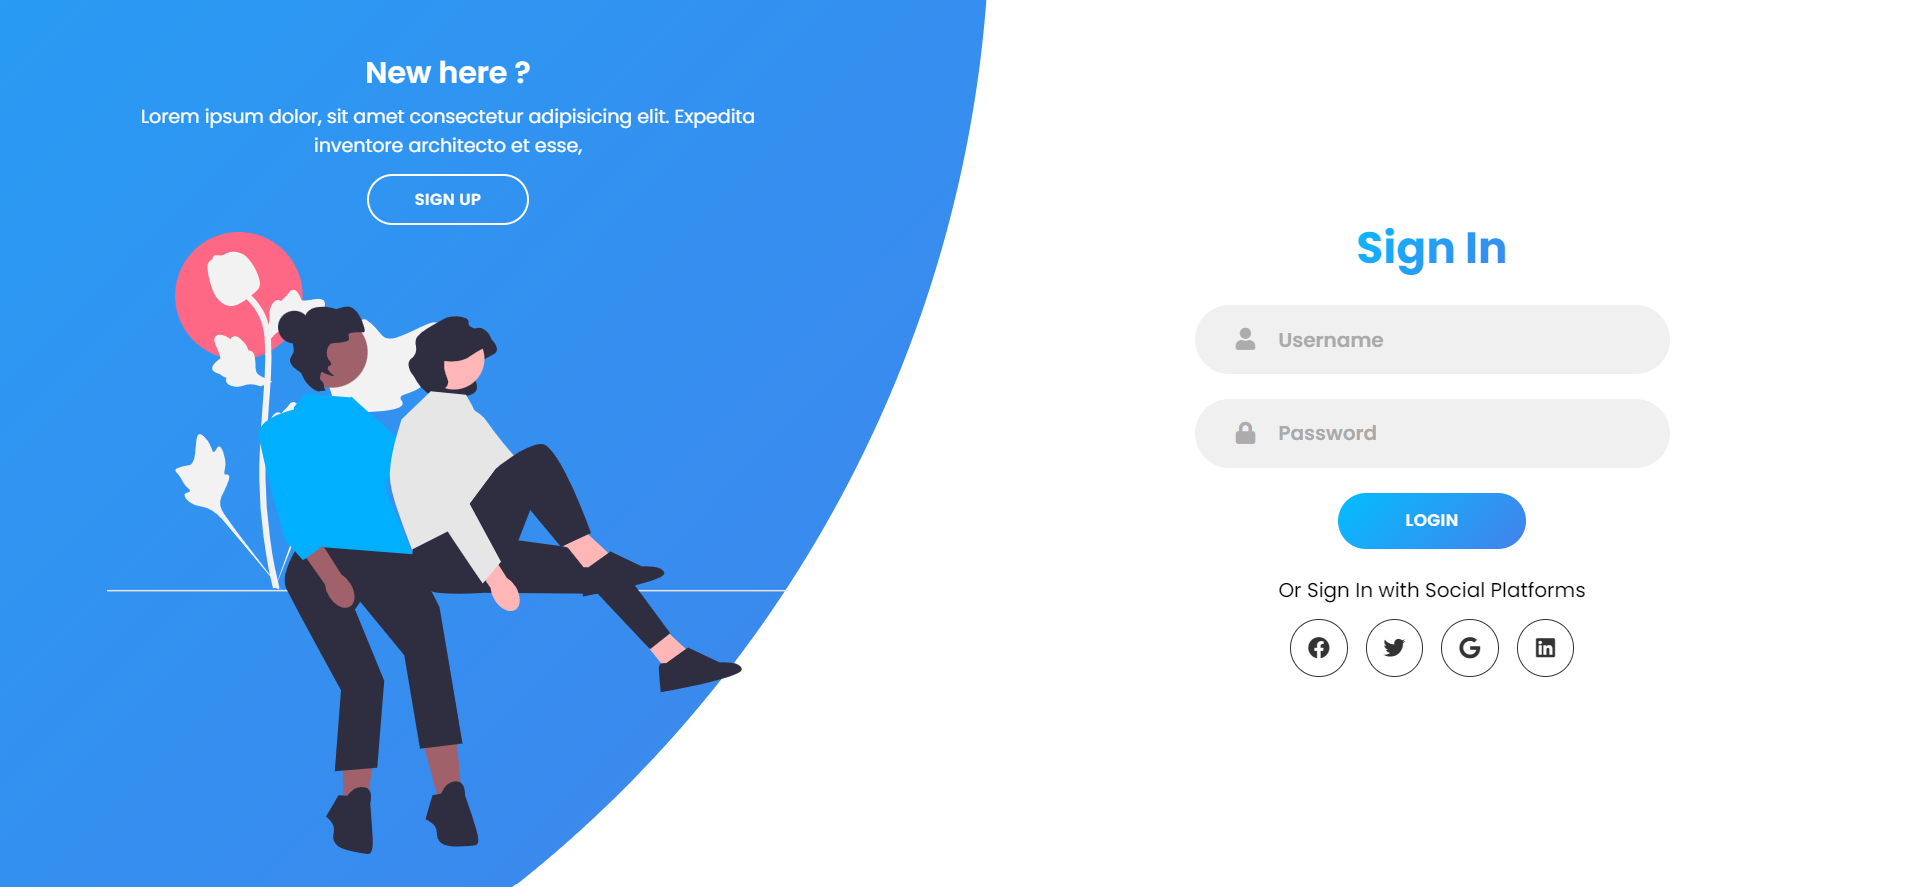 New here ?
Lorem ipsum dolor, sit amet consectetur adipisicing elit. Expedita
inventore architecto et esse,
SIGN UP
Sign In
Username
Password
LOGIN
Or Sign In with Social Platforms